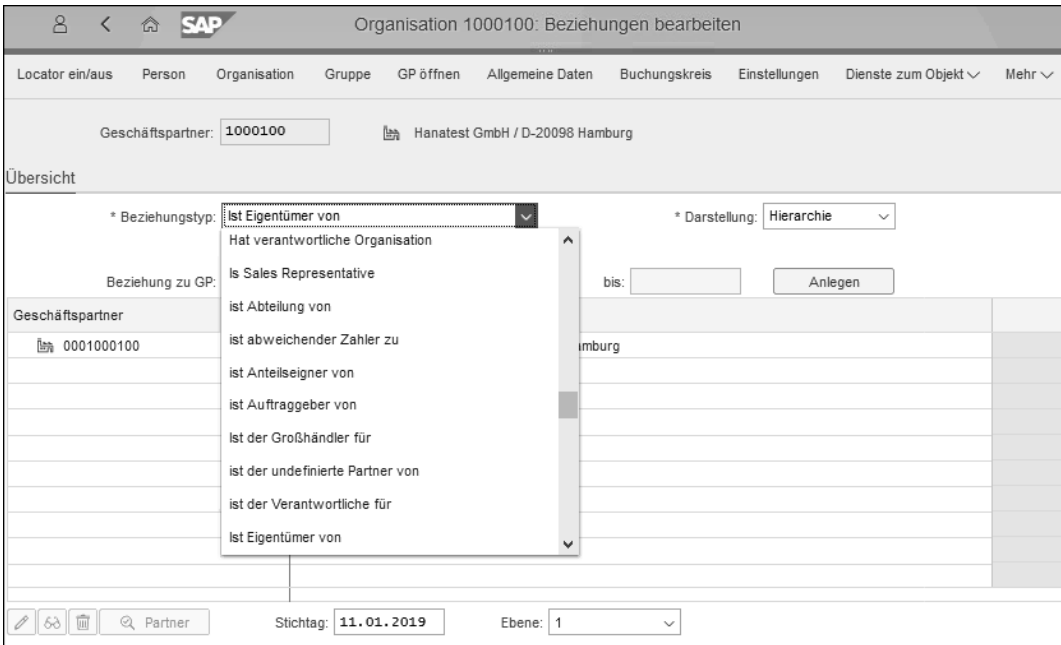 SAP Organisation 1000100: Beziehungen bearbeiten
Locator ein/aus Person Organisation Gruppe GP öffnen Allgemeine Daten Buchungskreis Einstellungen Dienste zum Objekt Mehr
Geschäftspartner: 1000100 Hanatest GmbH / D-20098 Hamburg
Übersicht
* Beziehungstyp: Ist Eigentümer von * Darstellung: Hierarchie
Hat verantwortliche Organisation
Is Sales Representative
Beziehung zu GP: bis: Anlegen
ist Abteilung von
Geschäftspartner
ist abweichender Zahler zu
0001000100 amburg
ist Anteilseigner von
ist Auftraggeber von
Ist der Großhändler für
ist der undefinierte Partner von
ist der Verantwortliche für
Ist Eigentümer von
Partner Stichtag: 11.01.2019 Ebene: 1